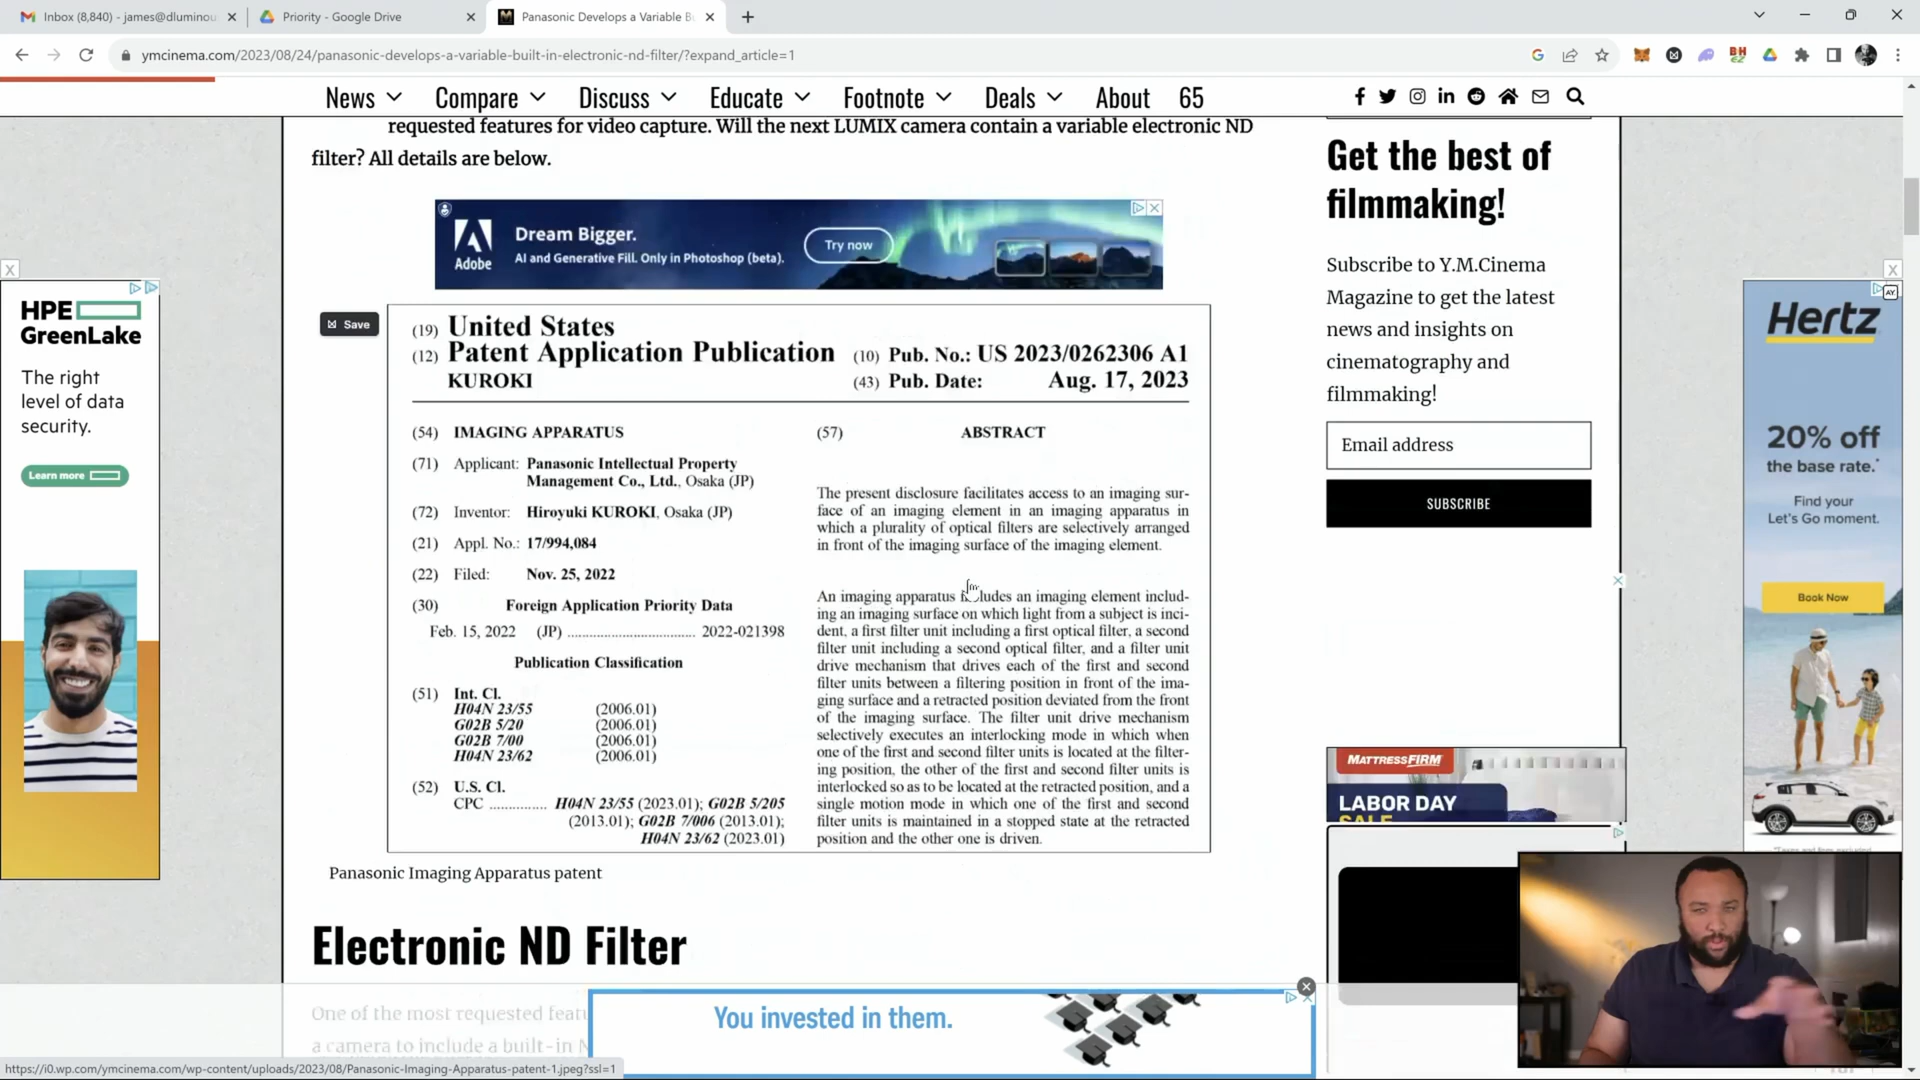 Inbox (8,840) - james@dluminou
Priority - Google Drive
Panasonic Develops a Variable Bu
ymcinema.com/2023/08/24/panasonic-develops-a-variable-built-in-electronic-nd-filter/?expand_article=1
News Compare Discuss Educate Footnote Deals About 65
requested features for video capture. Will the next LUMIX camera contain a variable electronic ND
filter? All details are below.
Adobe
Dream Bigger.
AI and Generative Fill. Only in Photoshop (beta).
Try now
Save
(19) United States
(12) Patent Application Publication
KUROKI
(10) Pub. No.: US 2023/0262306 A1
(43) Pub. Date: Aug. 17, 2023
(54) IMAGING APPARATUS
(71) Applicant: Panasonic Intellectual Property
Management Co., Ltd., Osaka (JP)
(72) Inventor: Hiroyuki KUROKI, Osaka (JP)
(21) Appl. No.: 17/994,084
(22) Filed: Nov. 25, 2022
(30) Foreign Application Priority Data
Feb. 15, 2022 (JP) ................................ 2022-021398
Publication Classification
(51) Int. Cl.
H04N 23/55 (2006.01)
G02B 5/20 (2006.01)
G02B 7/00 (2006.01)
H04N 23/62 (2006.01)
(52) U.S. Cl.
CPC .............. H04N 23/55 (2023.01); G02B 5/205
(2013.01); G02B 7/006 (2013.01);
H04N 23/62 (2023.01)
(57) ABSTRACT
The present disclosure facilitates access to an imaging sur-
face of an imaging element in an imaging apparatus in
which a plurality of optical filters are selectively arranged
in front of the imaging surface of the imaging element.
An imaging apparatus includes an imaging element includ-
ing an imaging surface on which light from a subject is inci-
dent, a first filter unit including a first optical filter, a second
filter unit including a second optical filter, and a filter unit
drive mechanism that drives each of the first and second
filter units between a filtering position in front of the ima-
ging surface and a retracted position deviated from the front
of the imaging surface. The filter unit drive mechanism
selectively executes an interlocking mode in which when
one of the first and second filter units is located at the filter-
ing position, the other of the first and second filter units is
interlocked so as to be located at the retracted position, and a
single motion mode in which one of the first and second
filter units is maintained in a stopped state at the retracted
position and the other one is driven.
Panasonic Imaging Apparatus patent
Electronic ND Filter
One of the most requested featu
a camera to include a built-in N
You invested in them.
https://i0.wp.com/ymcinema.com/wp-content/uploads/2023/08/Panasonic-Imaging-Apparatus-patent-1.jpeg?ssl=1
HPE
GreenLake
The right
level of data
security.
Learn more
Get the best of
filmmaking!
Subscribe to Y.M.Cinema
Magazine to get the latest
news and insights on
cinematography and
filmmaking!
Email address
SUBSCRIBE
MATTRESSFIRM
LABOR DAY
SALE
Hertz
20% off
the base rate.*
Find your
Let's Go moment.
Book Now